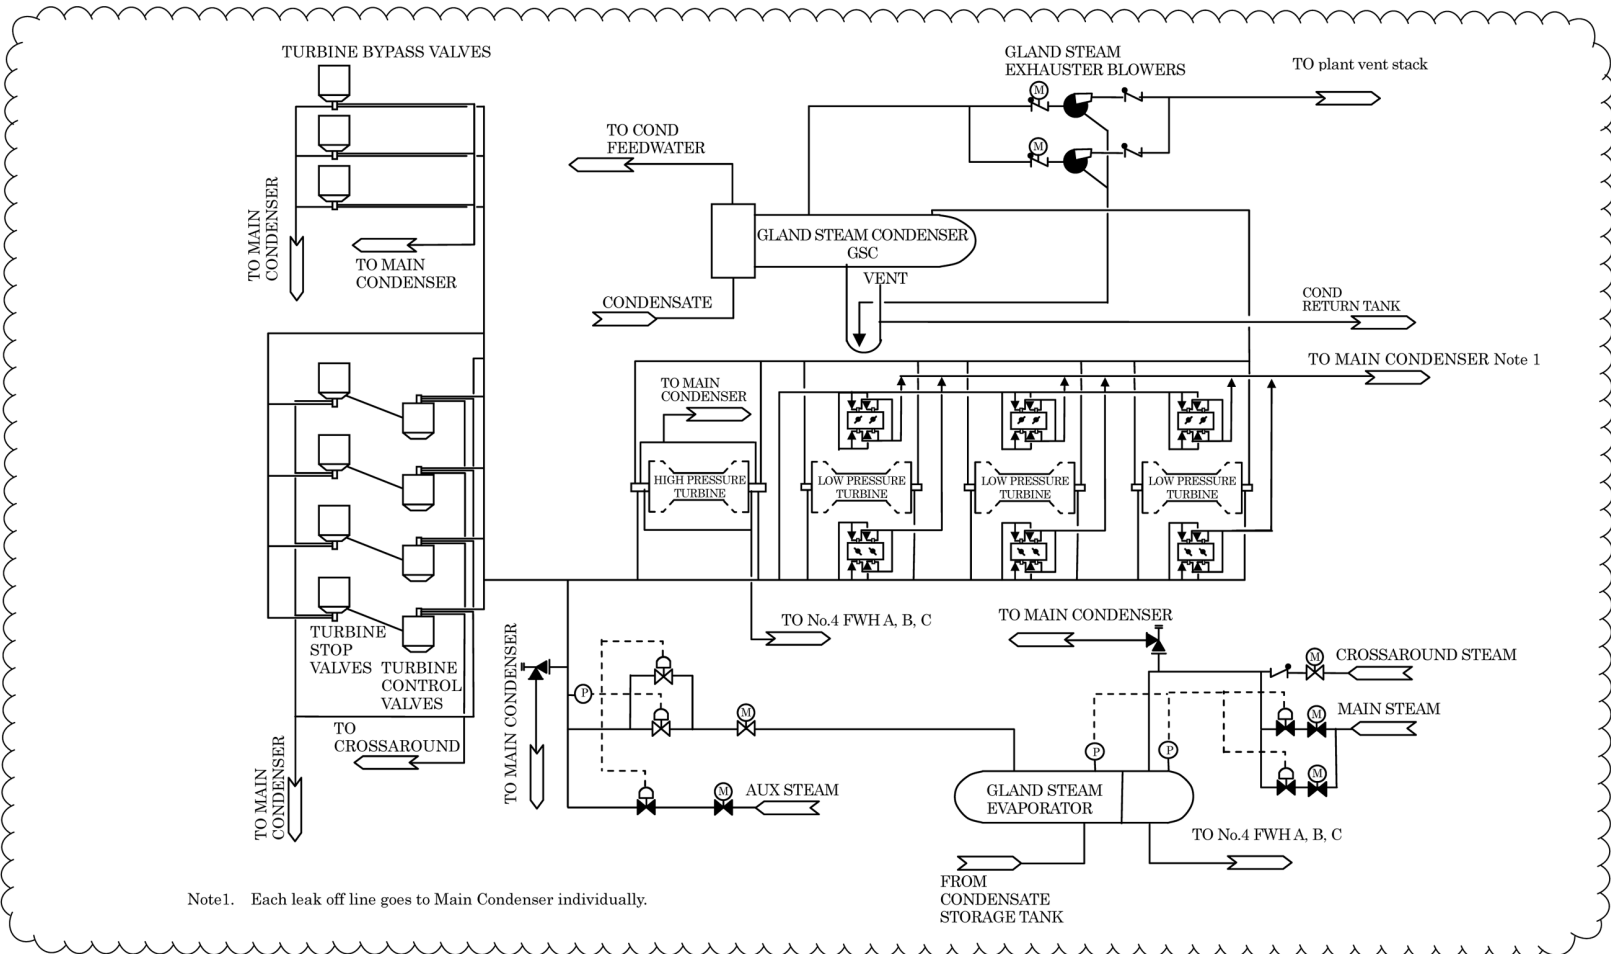 TURBINE BYPASS VALVES
GLAND STEAM
EXHAUSTER BLOWERS
TO plant vent stack
M
M
TO COND
FEEDWATER
TO MAIN
CONDENSER
TO MAIN
CONDENSER
GLAND STEAM CONDENSER
GSC
VENT
CONDENSATE
COND
RETURN TANK
TO MAIN CONDENSER Note 1
TO MAIN
CONDENSER
HIGH PRESSURE
TURBINE
LOW PRESSURE
TURBINE
LOW PRESSURE
TURBINE
LOW PRESSURE
TURBINE
TURBINE
STOP
VALVES
TURBINE
CONTROL
VALVES
TO
CROSSAROUND
TO MAIN
CONDENSER
TO MAIN CONDENSER
TO No.4 FWH A, B, C
TO MAIN CONDENSER
P
M
M
AUX STEAM
M
CROSSAROUND STEAM
M
MAIN STEAM
M
P
P
GLAND STEAM
EVAPORATOR
TO No.4 FWH A, B, C
FROM
CONDENSATE
STORAGE TANK
Note1. Each leak off line goes to Main Condenser individually.